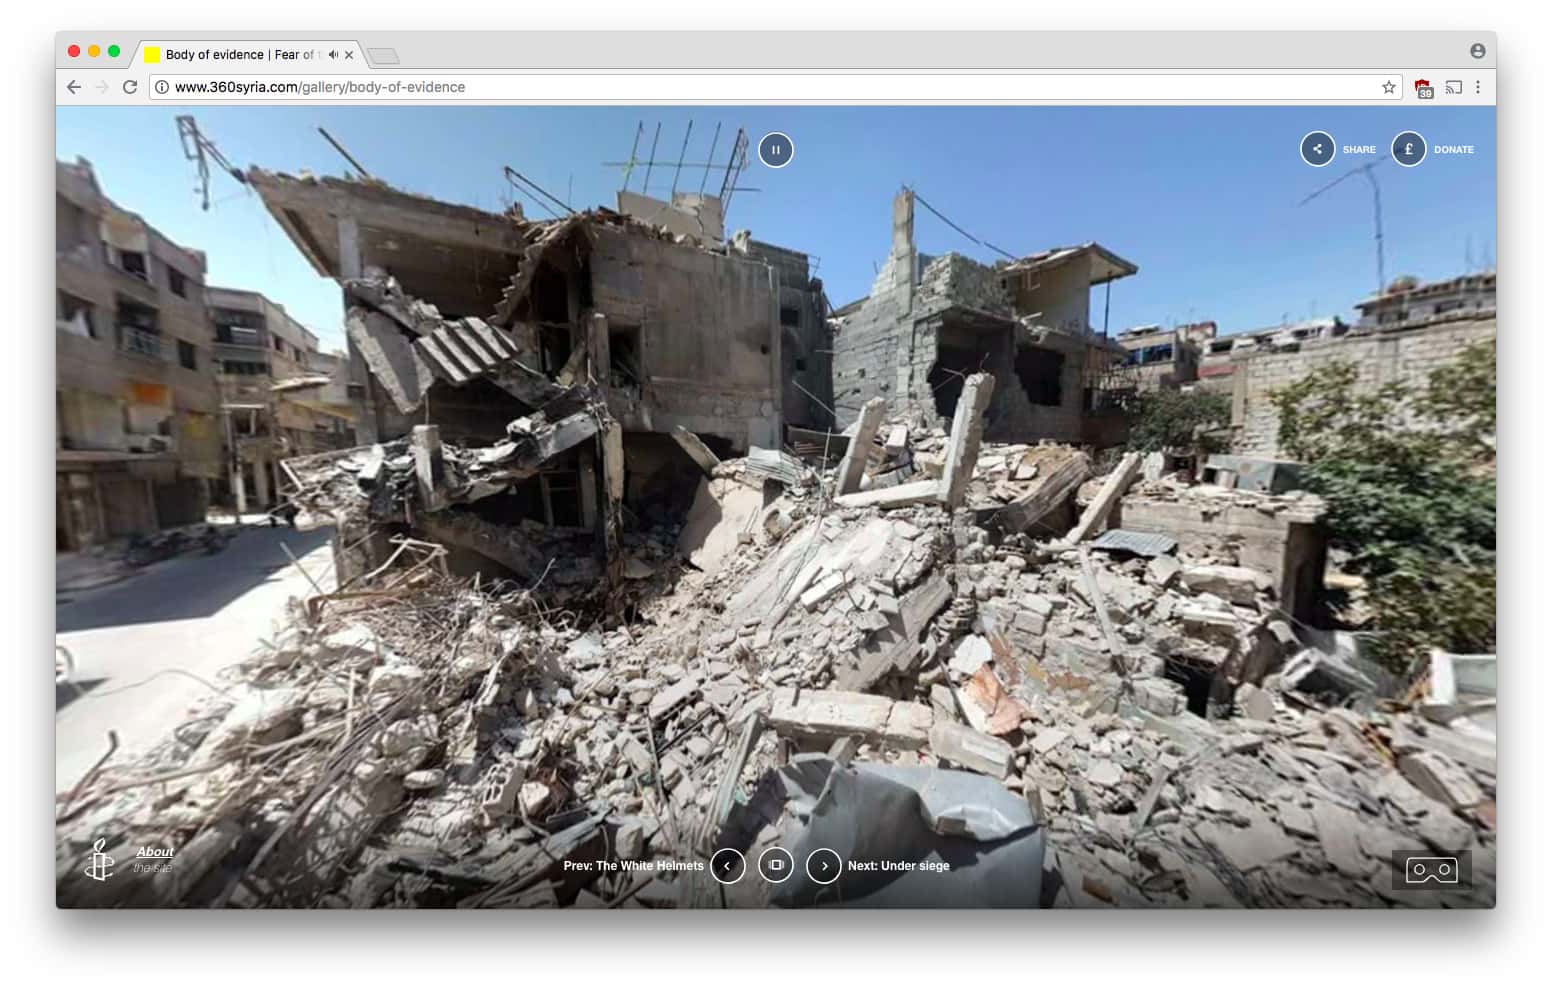 Body of evidence | Fear of t
www.360syria.com/gallery/body-of-evidence
39
SHARE
£
DONATE
About
the site
Prev: The White Helmets
Next: Under siege